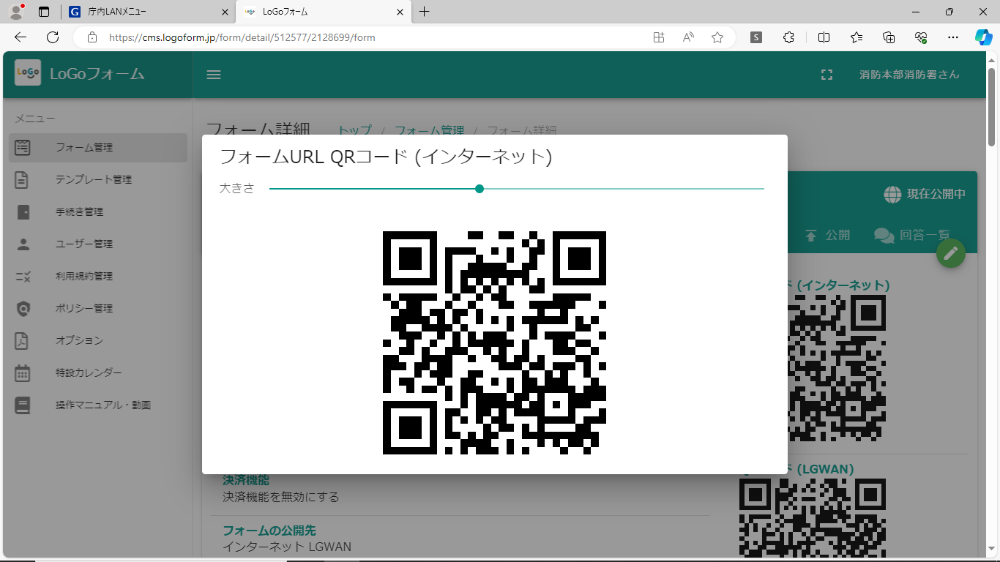 庁内LANメニュー
LoGoフォーム
https://cms.logoform.jp/form/detail/512577/2128699/form
LoGo
LoGoフォーム
消防本部消防署さん
メニュー
フォーム管理
テンプレート管理
手続き管理
ユーザー管理
利用規約管理
ポリシー管理
オプション
特設カレンダー
操作マニュアル・動画
フォーム詳細
トップ / フォーム管理 / フォーム詳細
フォームURL QRコード (インターネット)
大きさ
現在公開中
公開
回答一覧
(インターネット)
(LGWAN)
決済機能
決済機能を無効にする
フォームの公開先
インターネット LGWAN